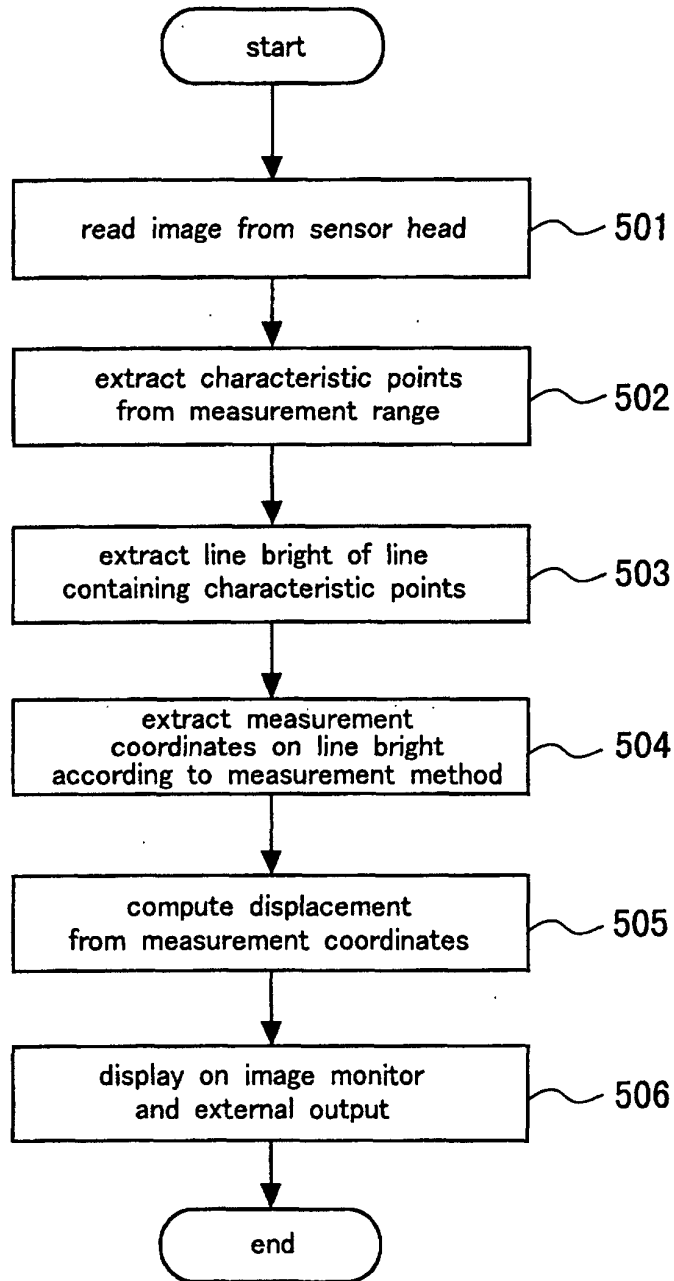 start
read image from sensor head
501
extract characteristic points
from measurement range
502
extract line bright of line
containing characteristic points
503
extract measurement
coordinates on line bright
according to measurement method
504
compute displacement
from measurement coordinates
505
display on image monitor
and external output
506
end